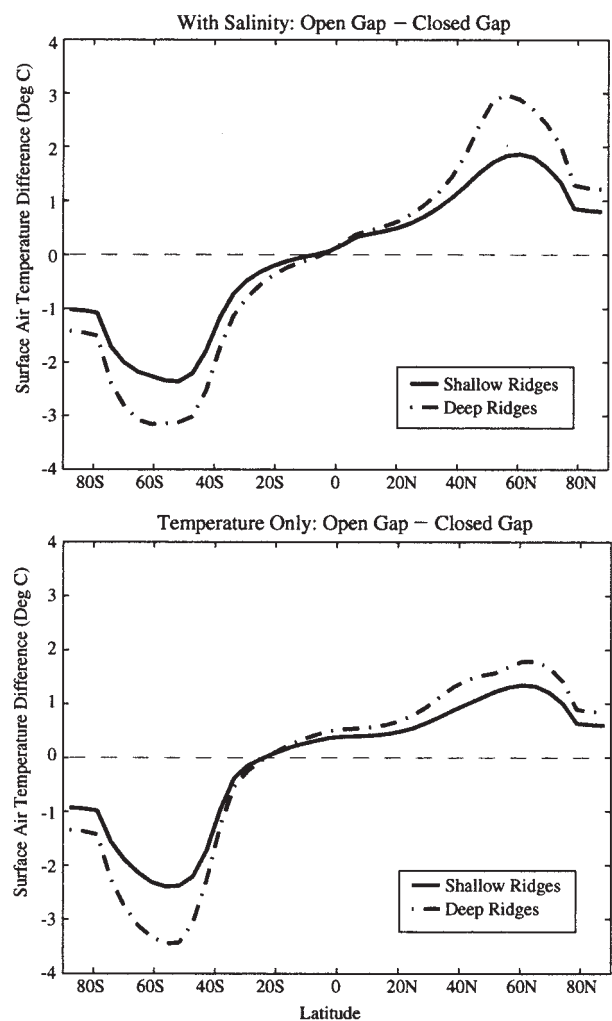 With Salinity: Open Gap − Closed Gap
4
3
2
1
0
-1
-2
-3
-4
Surface Air Temperature Difference (Deg C)
Shallow Ridges
Deep Ridges
80S 60S 40S 20S 0 20N 40N 60N 80N
Temperature Only: Open Gap − Closed Gap
4
3
2
1
0
-1
-2
-3
-4
Surface Air Temperature Difference (Deg C)
Shallow Ridges
Deep Ridges
80S 60S 40S 20S 0 20N 40N 60N 80N
Latitude